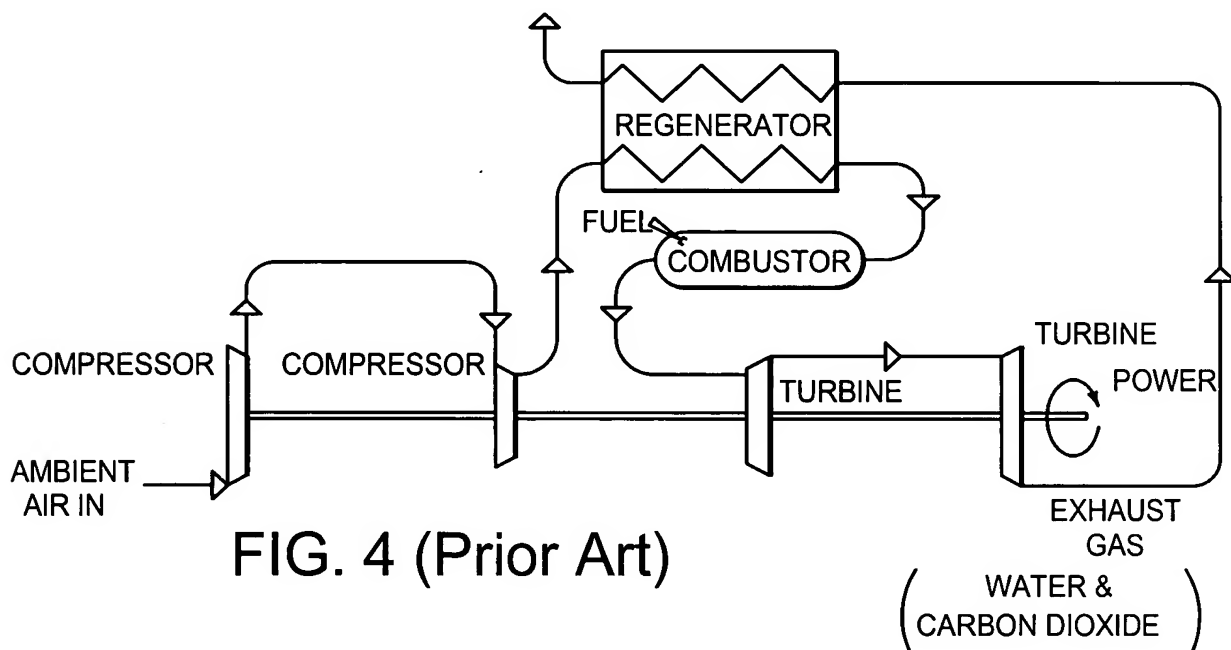 REGENERATOR
FUEL
COMBUSTOR
COMPRESSOR
COMPRESSOR
TURBINE
TURBINE
POWER
AMBIENT
AIR IN
EXHAUST
GAS
(WATER &
CARBON DIOXIDE)
FIG. 4 (Prior Art)